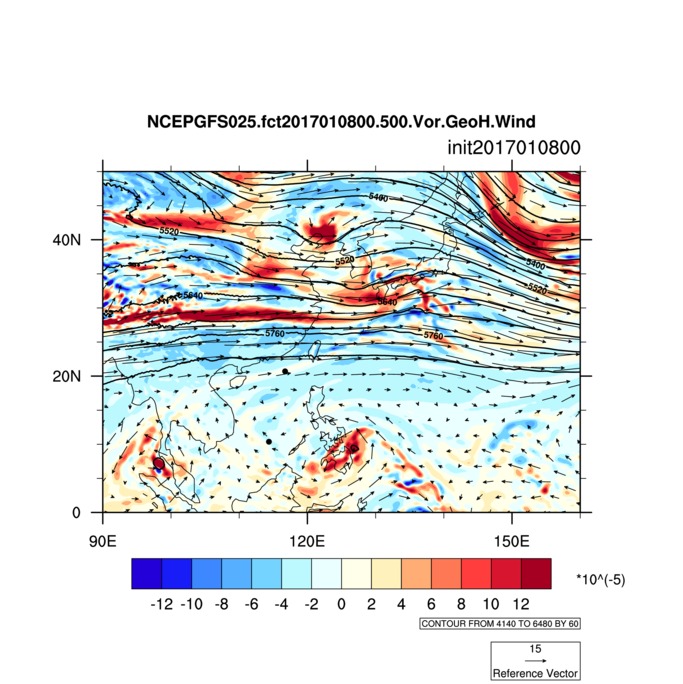 NCEPGFS025.fct2017010800.500.Vor.GeoH.Wind
init2017010800
5400
40N
5520
5520
5400
5520
5640
5640
5760
5760
20N
0
90E 120E 150E
-12 -10 -8 -6 -4 -2 0 2 4 6 8 10 12 *10^(-5)
CONTOUR FROM 4140 TO 6480 BY 60
15
Reference Vector